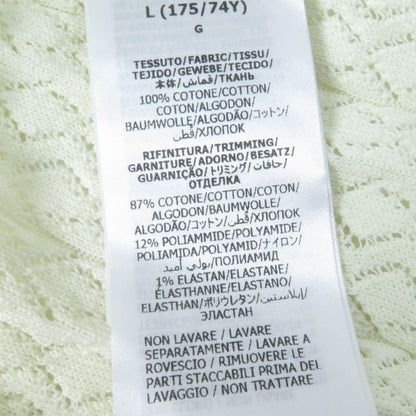 L (175/74Y)
G
TESSUTO/FABRIC/TISSU/
TEJIDO/GEWEBE/TECIDO/
本体/قماش/ТКАНЬ
100% COTONE/COTTON/
COTON/ALGODON/
BAUMWOLLE/ALGODÃO/コットン/
قطن/ХЛОПОК
RIFINITURA/TRIMMING/
GARNITURE/ADORNO/BESATZ/
GUARNIÇÃO/トリミング/حافات/
ОТДЕЛКА
87% COTONE/COTTON/COTON/
ALGODON/BAUMWOLLE/
ALGODÃO/コットン/قطن/ХЛОПОК
12% POLIAMMIDE/POLYAMIDE/
POLIAMIDA/POLYAMID/ナイロン/
بولي أميد/ПОЛИАМИД
1% ELASTAN/ELASTANE/
ELASTHANNE/ELASTANO/
ELASTHAN/ポリウレタン/إيلاستين/
ЭЛАСТАН
NON LAVARE / LAVARE
SEPARATAMENTE / LAVARE A
ROVESCIO / RIMUOVERE LE
PARTI STACCABILI PRIMA DEL
LAVAGGIO / NON TRATTARE